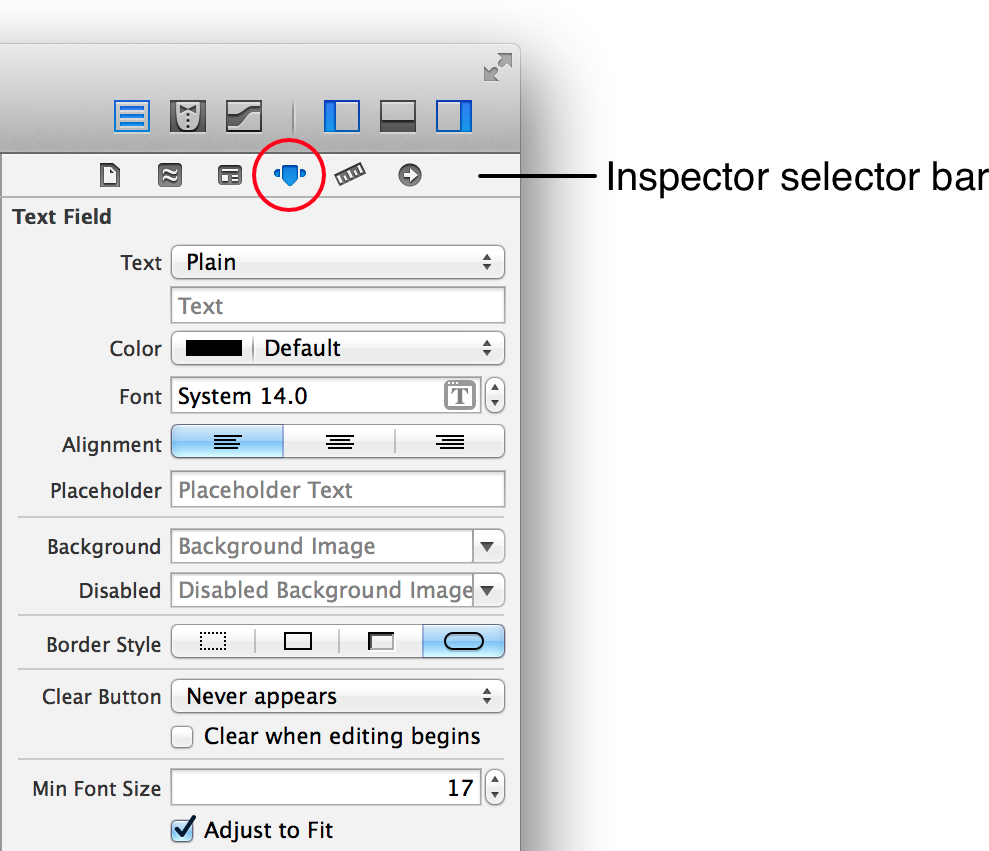 Inspector selector bar
Text Field
Text Plain
Text
Color Default
Font System 14.0 T
Alignment
Placeholder Placeholder Text
Background Background Image
Disabled Disabled Background Image
Border Style
Clear Button Never appears
Clear when editing begins
Min Font Size 17
Adjust to Fit